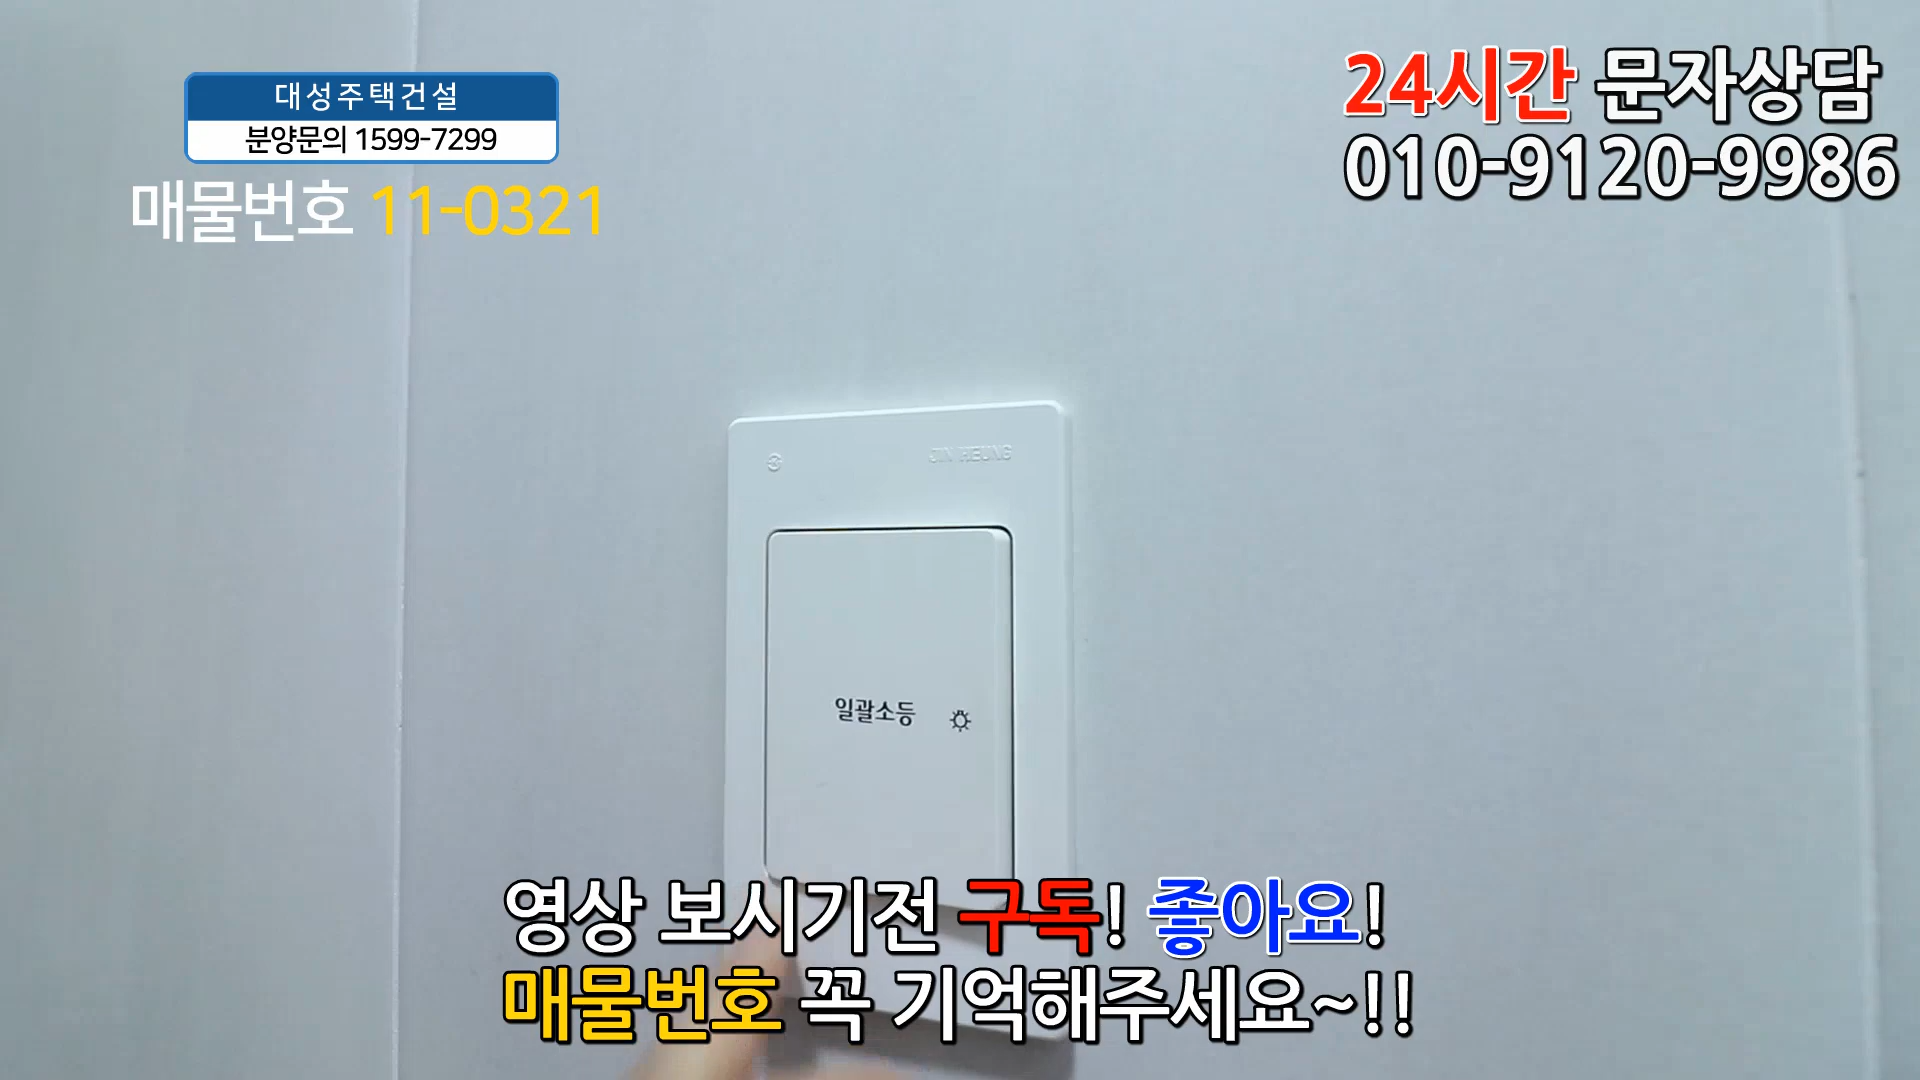 대성주택건설
분양문의 1599-7299
매물번호 11-0321
24시간 문자상담
010-9120-9986
JIN HEUNG
일괄소등
영상 보시기전 구독! 좋아요!
매물번호 꼭 기억해주세요~!!